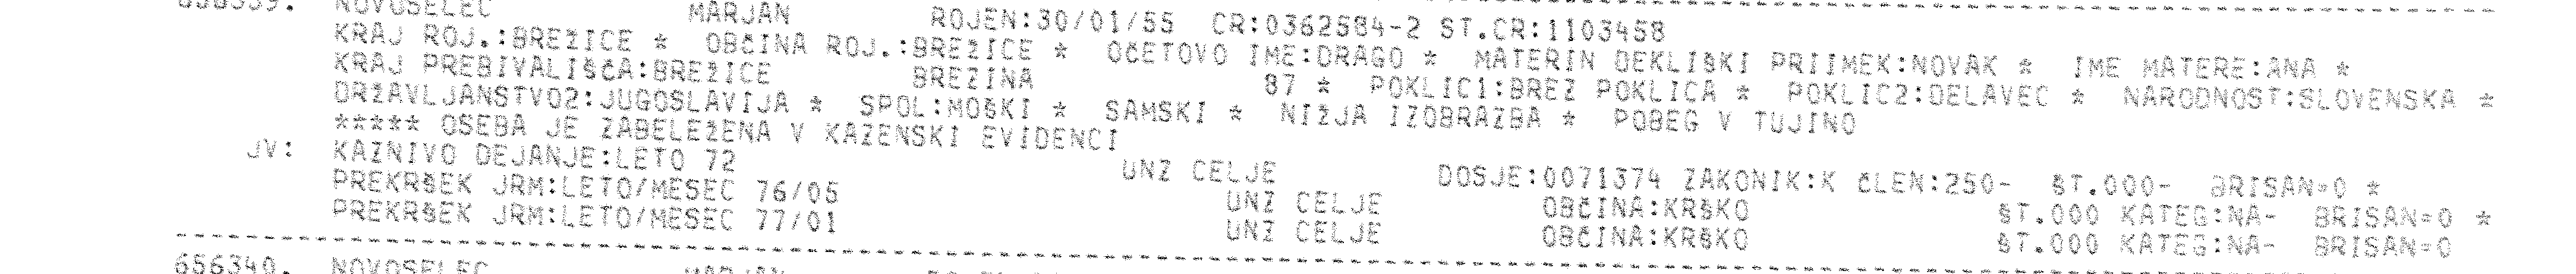 656339. NOVOSELEC MARJAN ROJEN:30/01/55 CR:0362584-2 ST.CR:1103458
KRAJ ROJ.:BREŽICE * OBČINA ROJ.:BREŽICE * OČETOVO IME:DRAGO * MATERIN DEKLIŠKI PRIIMEK:NOVAK * IME MATERE:ANA *
KRAJ PREBIVALIŠČA:BREŽICE BREZINA 87 * POKLIC1:BREZ POKLICA * POKLIC2:DELAVEC * NARODNOST:SLOVENSKA *
DRŽAVLJANSTVO2:JUGOSLAVIJA * SPOL:MOŠKI * SAMSKI * NIŽJA IZOBRAZBA * POBEG V TUJINO
***** OSEBA JE ZABELEŽENA V KAZENSKI EVIDENCI
JV: KAZNIVO DEJANJE:LETO 72 UNZ CELJE DOSJE:0071374 ZAKONIK:K ČLEN:250- ŠT.000- BRISAN=0 *
PREKRŠEK JRM:LETO/MESEC 76/05 UNZ CELJE OBČINA:KRŠKO ŠT.000 KATEG:NA- BRISAN=0 *
PREKRŠEK JRM:LETO/MESEC 77/01 UNZ CELJE OBČINA:KRŠKO ŠT.000 KATEG:NA- BRISAN=0
656340. NOVOSELEC MARJAN